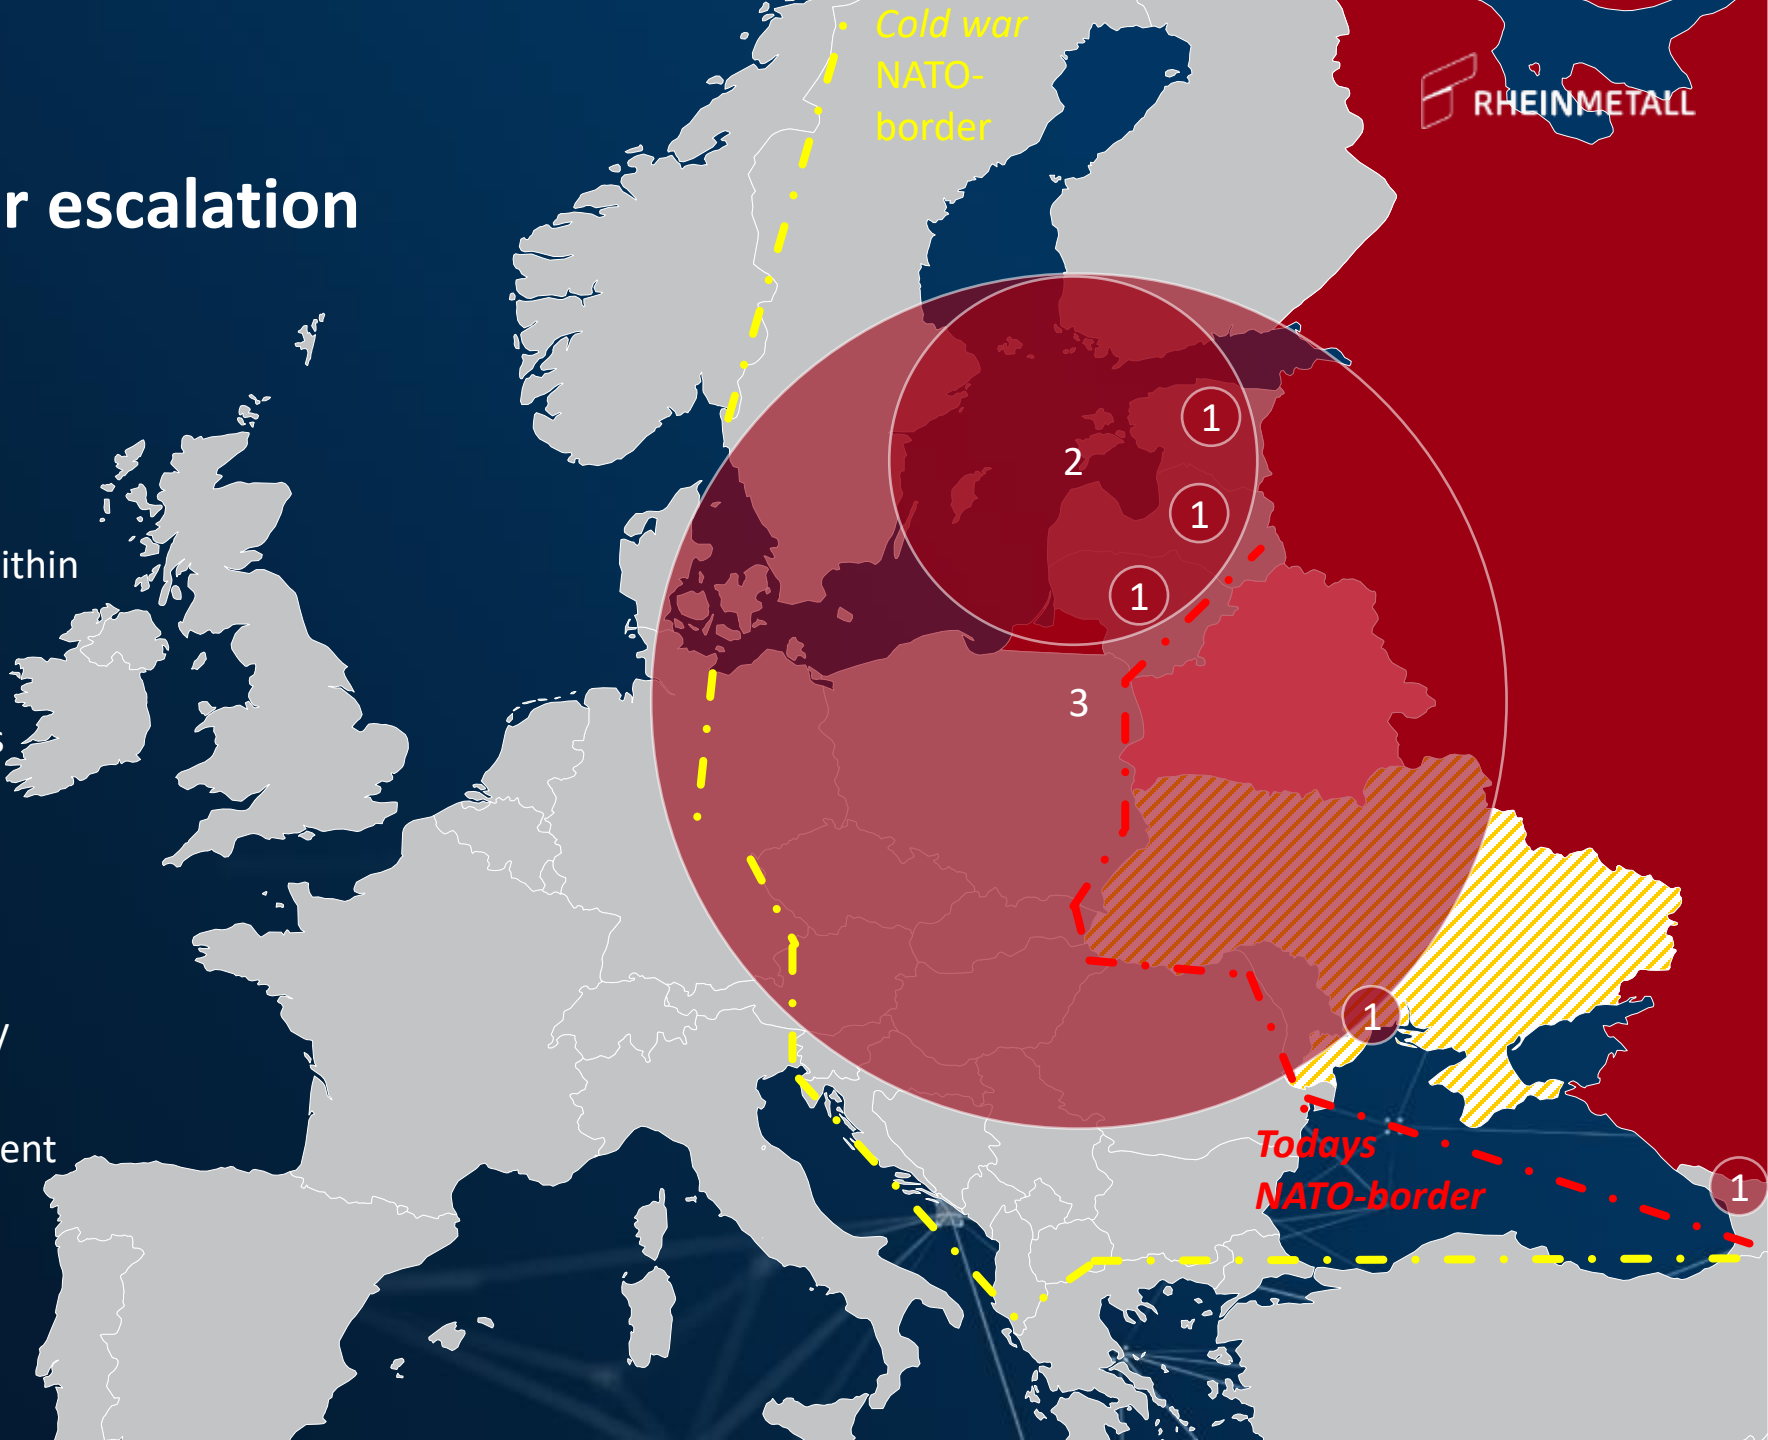 Cold war
NATO-
border
RHEINMETALL
r escalation
1
2
1
ithin
1
3
s
1
y
Todays
NATO-border
ent
1